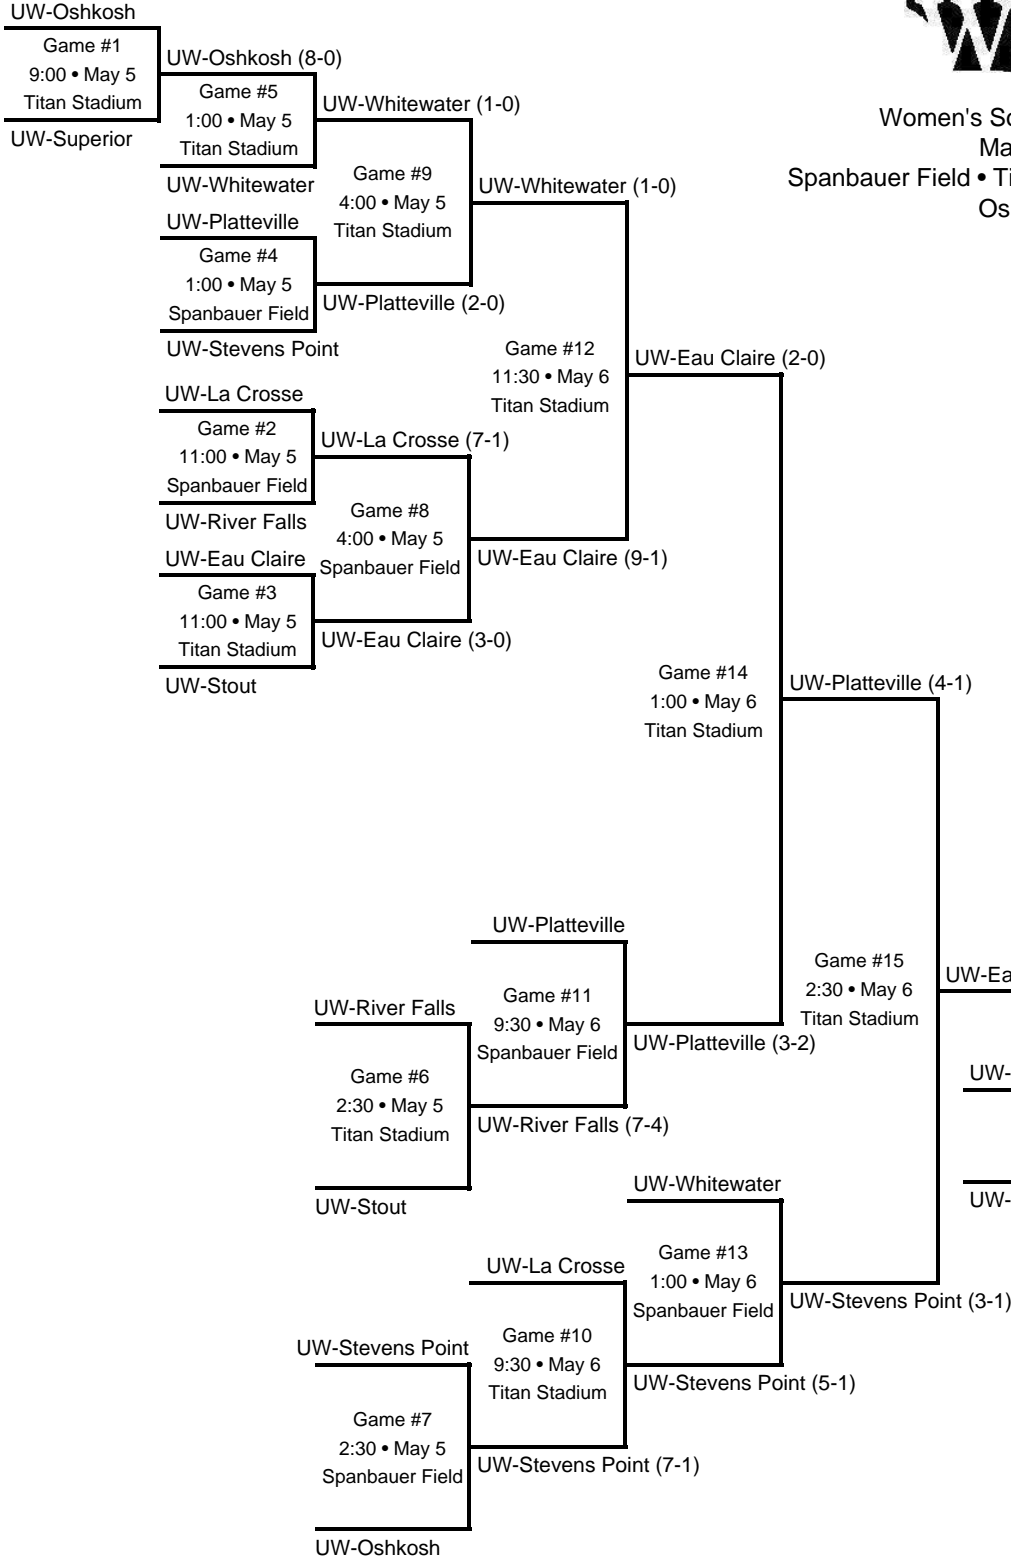 UW-Oshkosh
Game #1
9:00 • May 5
Titan Stadium
UW-Superior
UW-Oshkosh (8-0)
Game #5
1:00 • May 5
Titan Stadium
UW-Whitewater
UW-Platteville
Game #4
1:00 • May 5
Spanbauer Field
UW-Stevens Point
UW-La Crosse
Game #2
11:00 • May 5
Spanbauer Field
UW-River Falls
UW-Eau Claire
Game #3
11:00 • May 5
Titan Stadium
UW-Stout
UW-Whitewater (1-0)
Game #9
4:00 • May 5
Titan Stadium
UW-Platteville (2-0)
UW-La Crosse (7-1)
Game #8
4:00 • May 5
Spanbauer Field
UW-Eau Claire (3-0)
UW-Whitewater (1-0)
Game #12
11:30 • May 6
Titan Stadium
UW-Eau Claire (9-1)
UW-Eau Claire (2-0)
Game #14
1:00 • May 6
Titan Stadium
UW-Platteville (4-1)
UW-Platteville
Game #11
9:30 • May 6
Spanbauer Field
UW-Platteville (3-2)
UW-River Falls
Game #6
2:30 • May 5
Titan Stadium
UW-River Falls (7-4)
UW-Stout
Game #15
2:30 • May 6
Titan Stadium
UW-Whitewater
Game #13
1:00 • May 6
Spanbauer Field
UW-Stevens Point (3-1)
UW-La Crosse
Game #10
9:30 • May 6
Titan Stadium
UW-Stevens Point (5-1)
UW-Stevens Point
Game #7
2:30 • May 5
Spanbauer Field
UW-Stevens Point (7-1)
UW-Oshkosh
W
Women's
Spanbauer Field •
UW-
UW-